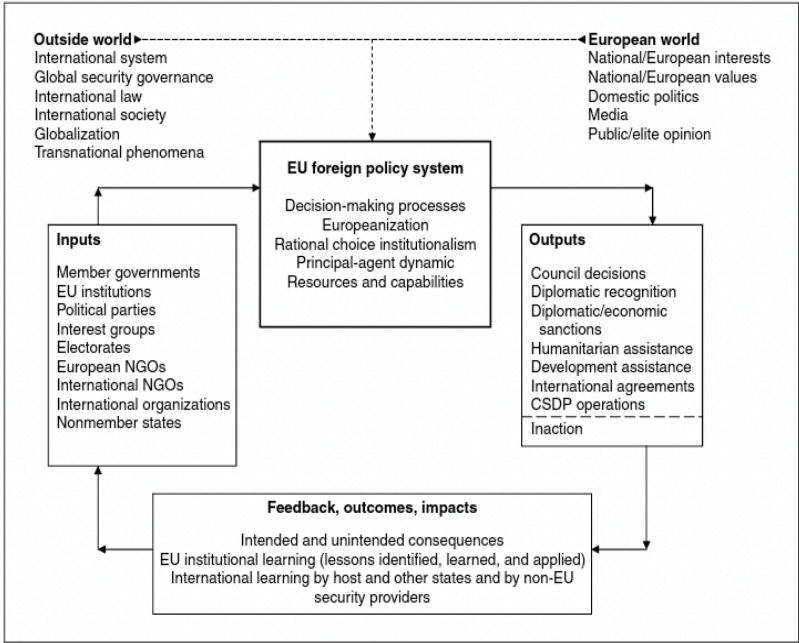 Outside world
International system
Global security governance
International law
International society
Globalization
Transnational phenomena
European world
National/European interests
National/European values
Domestic politics
Media
Public/elite opinion
EU foreign policy system
Decision-making processes
Europeanization
Rational choice institutionalism
Principal-agent dynamic
Resources and capabilities
Inputs
Member governments
EU institutions
Political parties
Interest groups
Electorates
European NGOs
International NGOs
International organizations
Nonmember states
Outputs
Council decisions
Diplomatic recognition
Diplomatic/economic
sanctions
Humanitarian assistance
Development assistance
International agreements
CSDP operations
Inaction
Feedback, outcomes, impacts
Intended and unintended consequences
EU institutional learning (lessons identified, learned, and applied)
International learning by host and other states and by non-EU
security providers